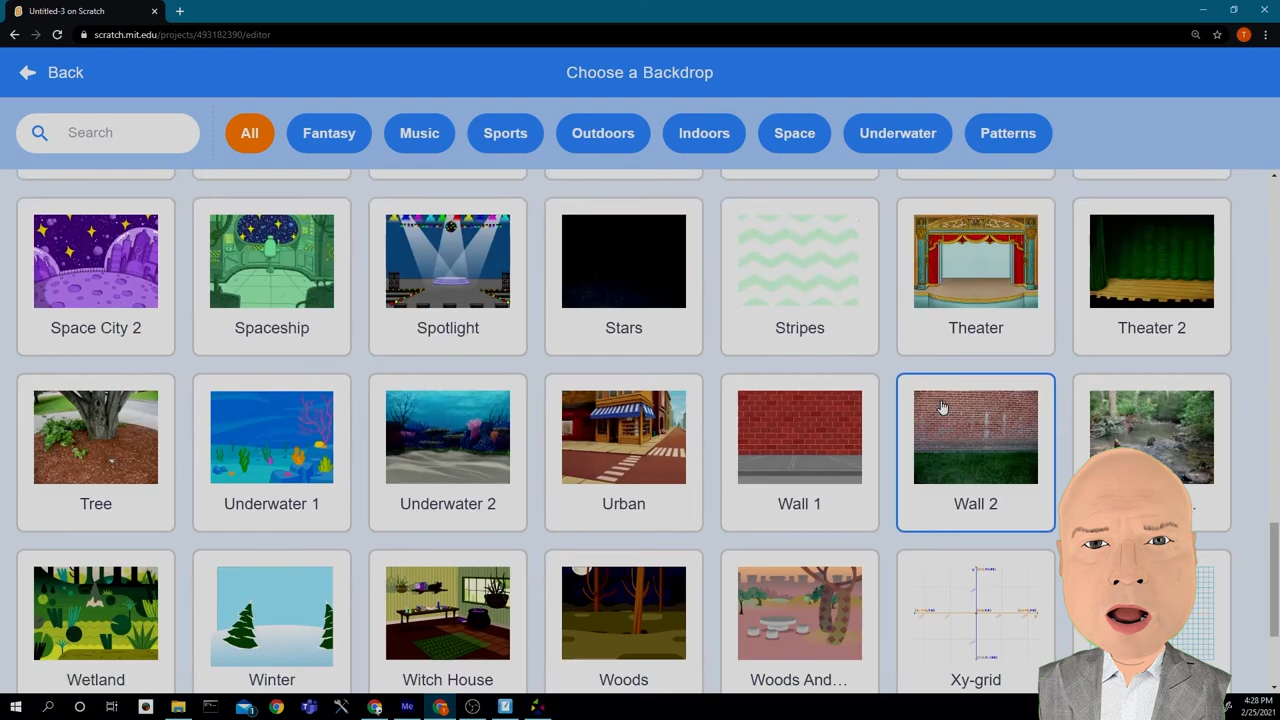 Untitled-3 on Scratch
scratch.mit.edu/projects/493182390/editor
T
Back
Choose a Backdrop
Search
All
Fantasy
Music
Sports
Outdoors
Indoors
Space
Underwater
Patterns
Space City 2
Spaceship
Spotlight
Stars
Stripes
Theater
Theater 2
Tree
Underwater 1
Underwater 2
Urban
Wall 1
Wall 2
Wetland
Winter
Witch House
Woods
Woods And…
Xy-grid
Me
4:28 PM
2/25/2021